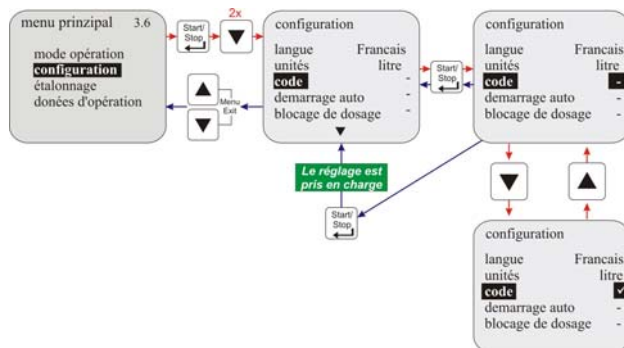 menu prinzipal 3.6
mode opération
configuration
étalonnage
donées d'opération
Start/
Stop
2x
configuration
langue Francais
unités litre
code -
demarrage auto -
blocage de dosage -
Start/
Stop
configuration
langue Francais
unités litre
code -
demarrage auto -
blocage de dosage -
Menu
Exit
Le réglage est
pris en charge
Start/
Stop
configuration
langue Francais
unités litre
code ✓
demarrage auto -
blocage de dosage -